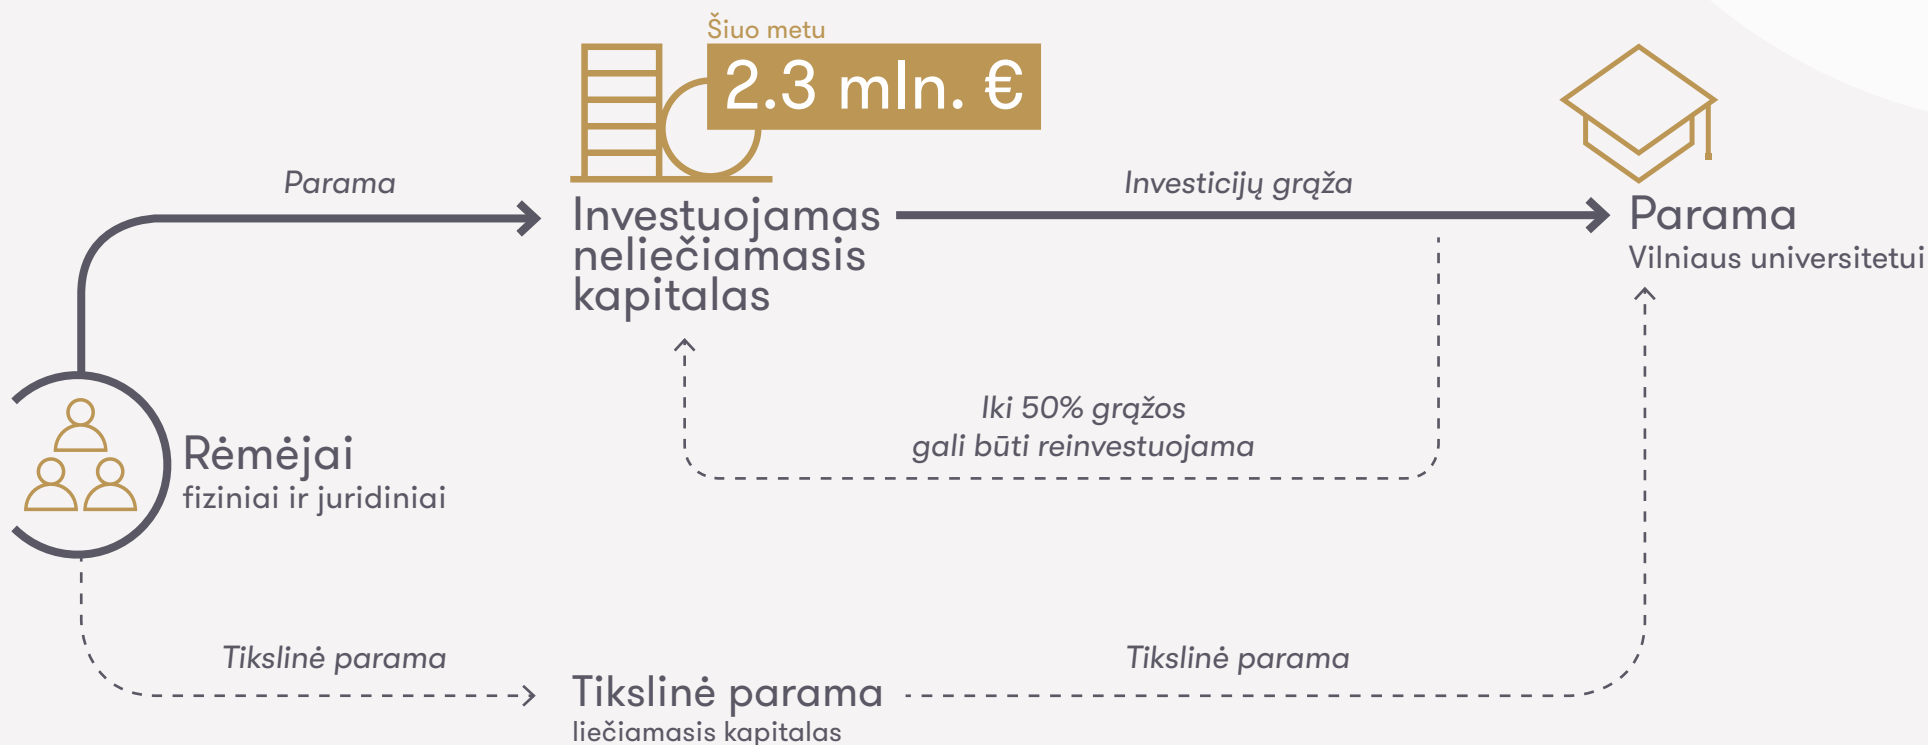 Šiuo metu
2.3 mln. €
Parama
Investicijų grąža
Investuojamas
neliečiamasis
kapitalas
Parama
Vilniaus universitetui
Iki 50% grąžos
gali būti reinvestuojama
Rėmėjai
fiziniai ir juridiniai
Tikslinė parama
Tikslinė parama
Tikslinė parama
liečiamasis kapitalas